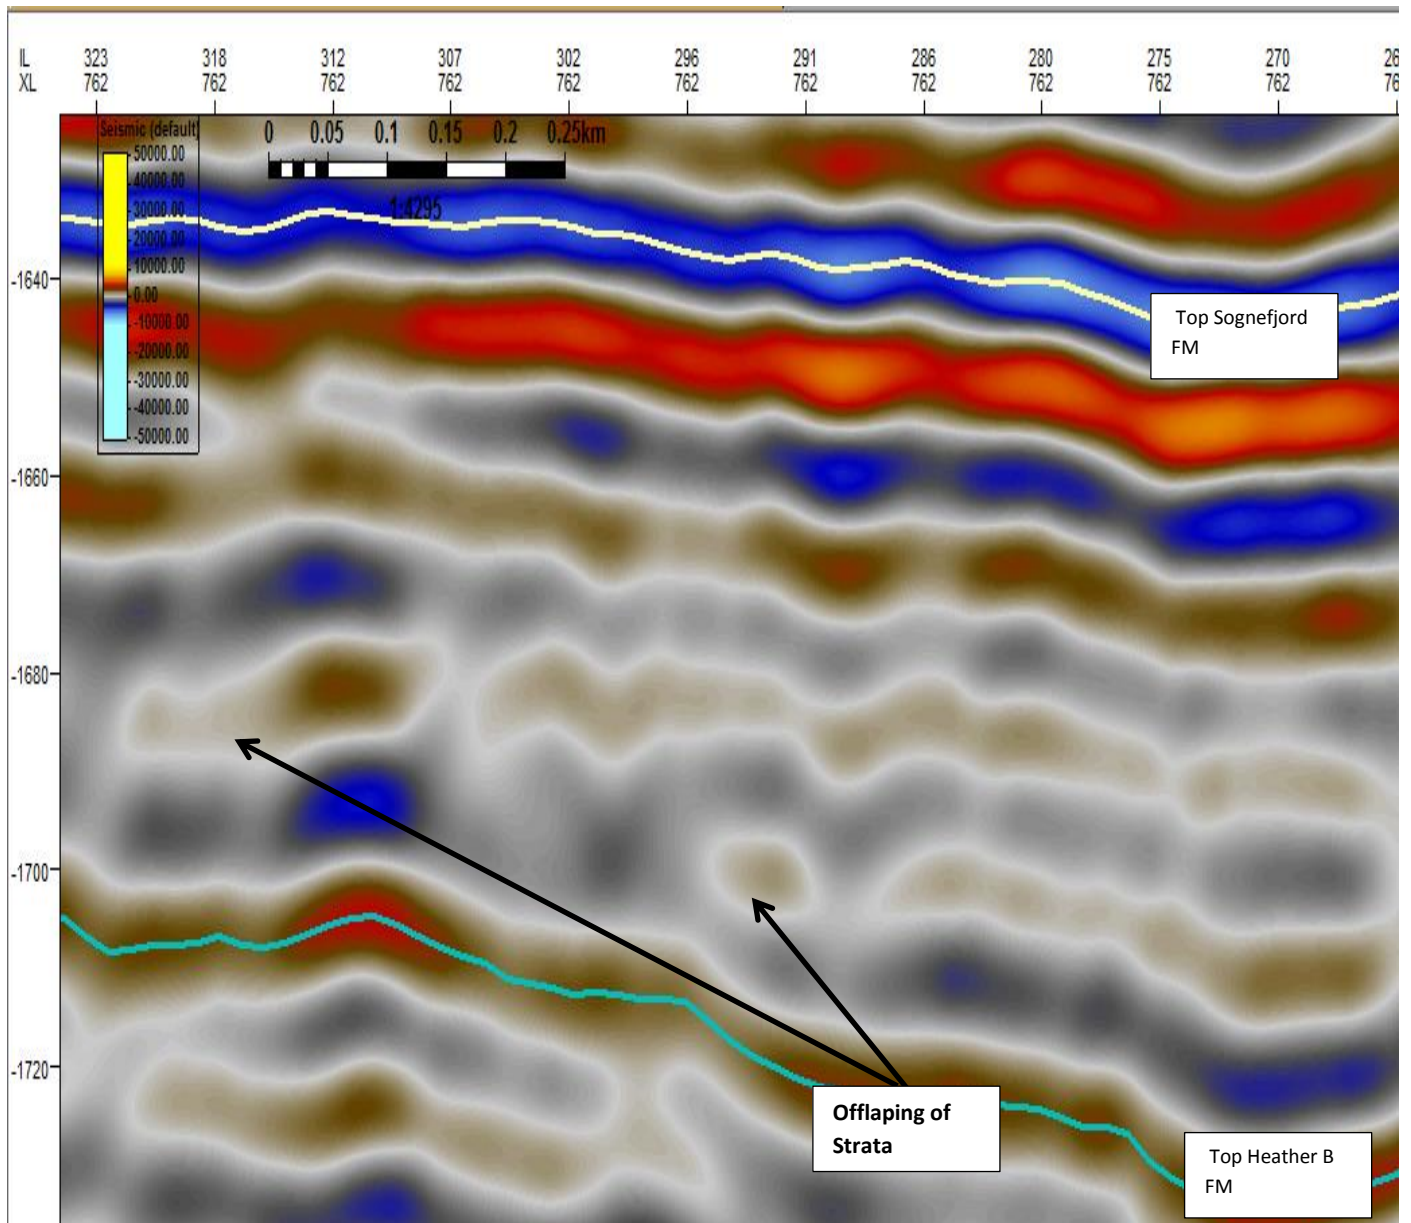 IL 323 318 312 307 302 296 291 286 280 275 270 26
XL 762 762 762 762 762 762 762 762 762 762 762 76
Seismic (default)
50000.00
40000.00
30000.00
20000.00
10000.00
0.00
-10000.00
-20000.00
-30000.00
-40000.00
-50000.00
0 0.05 0.1 0.15 0.2 0.25km
1:4295
-1640
Top Sognefjord
FM
-1660
-1680
-1700
-1720
Offlaping of
Strata
Top Heather B
FM